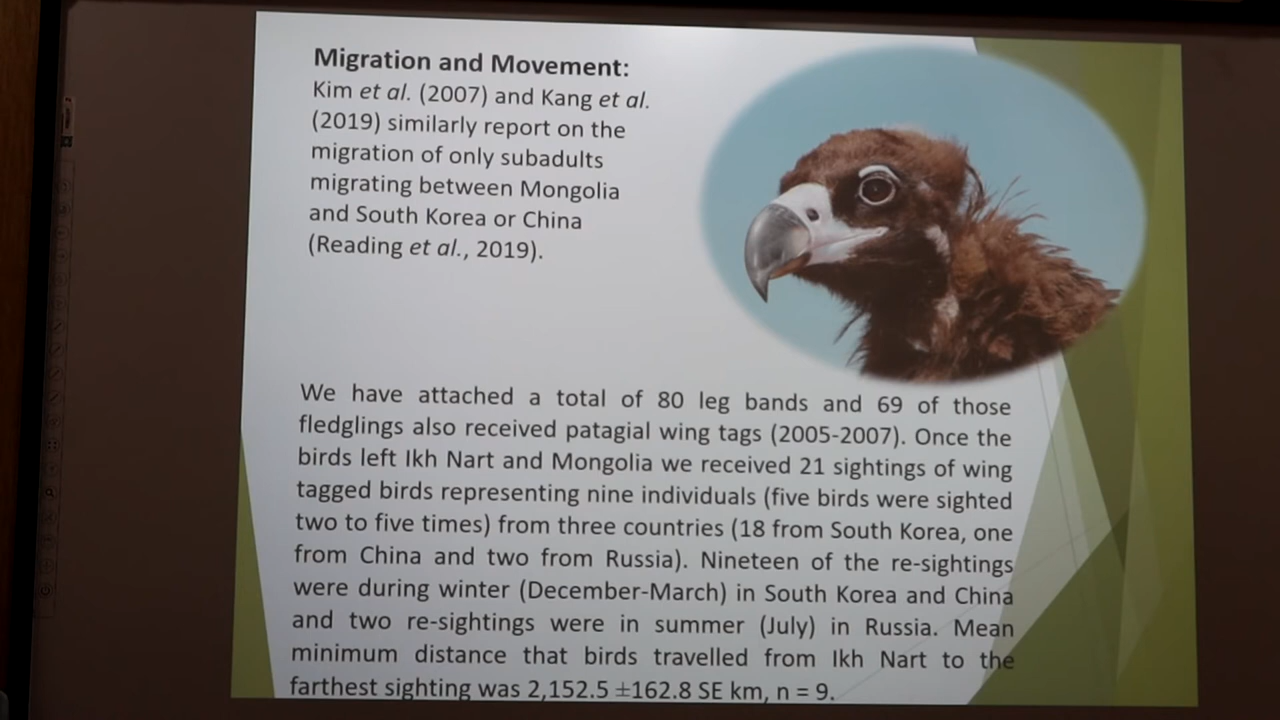 Migration and Movement:
Kim et al. (2007) and Kang et al.
(2019) similarly report on the
migration of only subadults
migrating between Mongolia
and South Korea or China
(Reading et al., 2019).
We have attached a total of 80 leg bands and 69 of those
fledglings also received patagial wing tags (2005-2007). Once the
birds left Ikh Nart and Mongolia we received 21 sightings of wing
tagged birds representing nine individuals (five birds were sighted
two to five times) from three countries (18 from South Korea, one
from China and two from Russia). Nineteen of the re-sightings
were during winter (December-March) in South Korea and China
and two re-sightings were in summer (July) in Russia. Mean
minimum distance that birds travelled from Ikh Nart to the
farthest sighting was 2,152.5 ±162.8 SE km, n = 9.